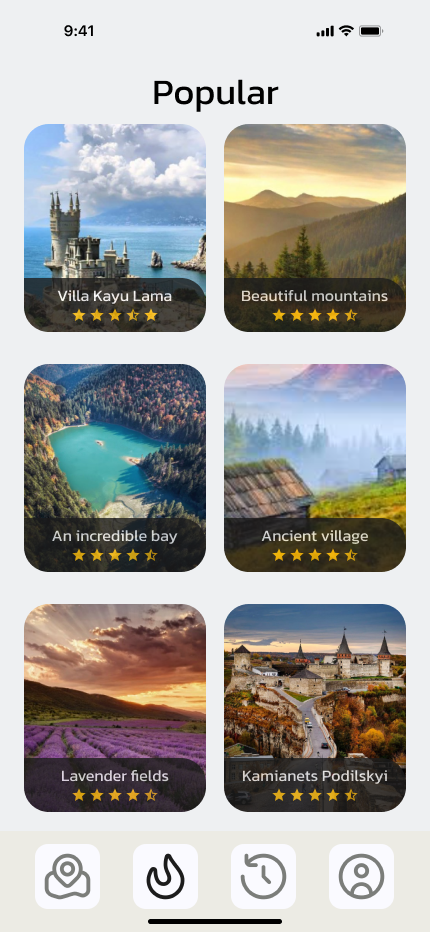 9:41
Popular
Villa Kayu Lama
Beautiful mountains
An incredible bay
Ancient village
Lavender fields
Kamianets Podilskyi